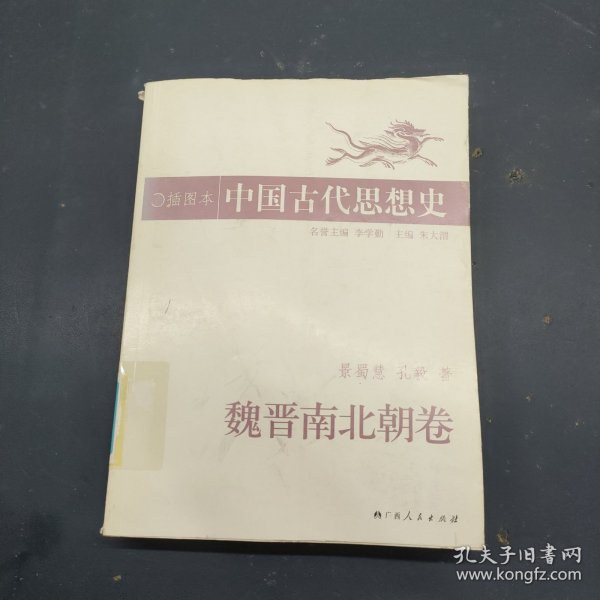 插图本 中国古代思想史
名誉主编 李学勤 主编 朱大渭
景蜀慧 孔毅 著
魏晋南北朝卷
广西人民出版社
孔夫子旧书网
www.kongfz.com